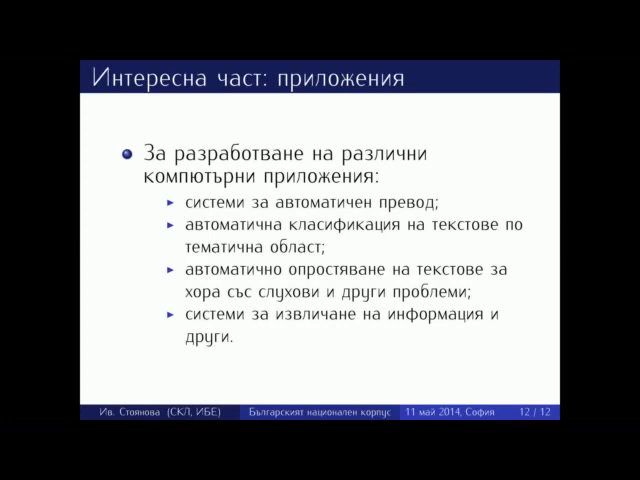 Интересна част: приложения
За разработване на различни
компютърни приложения:
системи за автоматичен превод;
автоматична класификация на текстове по
тематична област;
автоматично опростяване на текстове за
хора със слухови и други проблеми;
системи за извличане на информация и
други.
Ив. Стоянова (СКЛ, ИБЕ) Българският национален корпус 11 май 2014, София 12 / 12